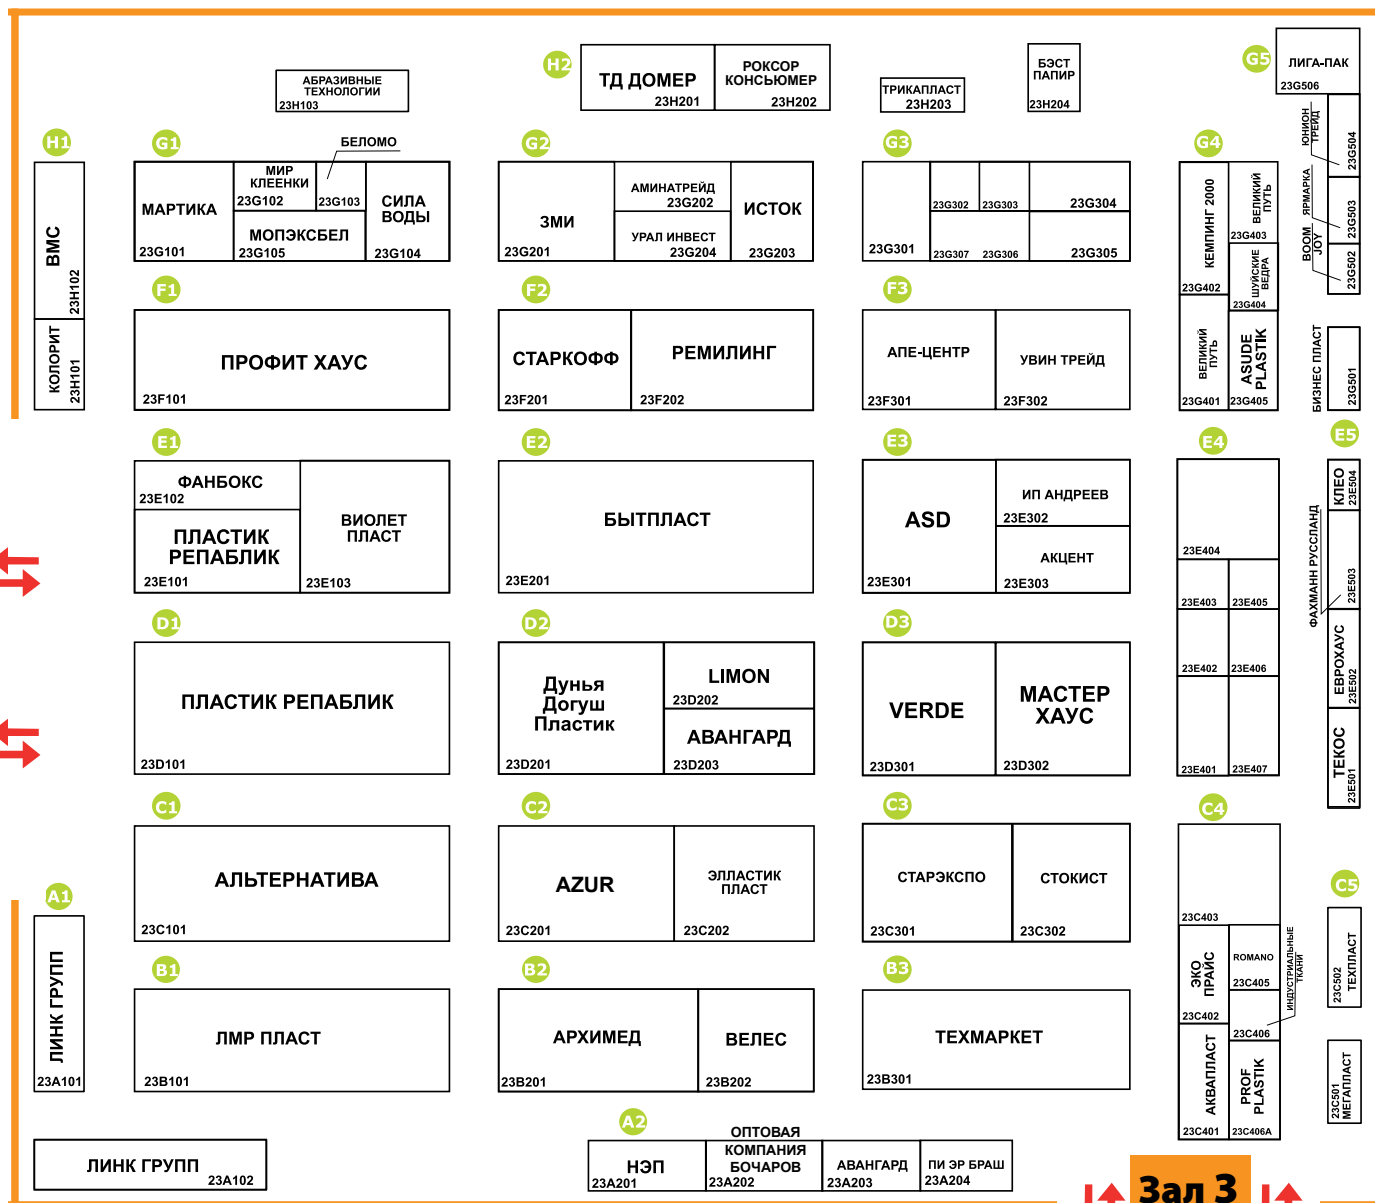 H2
ТД ДОМЕР
23H201
РОКСОР
КОНСЬЮМЕР
23H202
БЭСТ
ПАПИР
23H204
G5
ЛИГА-ПАК
23G506
АБРАЗИВНЫЕ
ТЕХНОЛОГИИ
23H103
ТРИКАПЛАСТ
23H203
H1
ВМС
23H102
КОЛОРИТ
23H101
G1
БЕЛОМО
МАРТИКА
23G101
МИР
КЛЕЕНКИ
23G102
23G103
МОПЭКСБЕЛ
23G105
СИЛА
ВОДЫ
23G104
G2
ЗМИ
23G201
АМИНАТРЕЙД
23G202
УРАЛ ИНВЕСТ
23G204
ИСТОК
23G203
G3
23G301
23G302
23G303
23G304
23G307
23G306
23G305
G4
КЕМПИНГ 2000
23G402
ВЕЛИКИЙ
ПУТЬ
23G403
ШУЙСКИЕ
ВЕДРА
23G404
ВЕЛИКИЙ
ПУТЬ
23G401
ASUDE
PLASTİK
23G405
ЮНИОН
ТРЕЙД
23G504
ЯРМАРКА
23G503
BOOM
JOY
23G502
БИЗНЕС ПЛАСТ
23G501
F1
ПРОФИТ ХАУС
23F101
F2
СТАРКОФФ
23F201
РЕМИЛИНГ
23F202
F3
АПЕ-ЦЕНТР
23F301
УВИН ТРЕЙД
23F302
E1
ФАНБОКС
23E102
ПЛАСТИК
РЕПАБЛИК
23E101
ВИОЛЕТ
ПЛАСТ
23E103
E2
БЫТПЛАСТ
23E201
E3
ASD
23E301
ИП АНДРЕЕВ
23E302
АКЦЕНТ
23E303
E4
23E404
23E403
23E405
23E402
23E406
23E401
23E407
E5
КЛЕО
23E504
ФАХМАНН РУССЛАНД
23E503
ЕВРОХАУС
23E502
ТЕКОС
23E501
D1
ПЛАСТИК РЕПАБЛИК
23D101
D2
Дунья
Догуш
Пластик
23D201
LIMON
23D202
АВАНГАРД
23D203
D3
VERDE
23D301
МАСТЕР
ХАУС
23D302
C1
АЛЬТЕРНАТИВА
23C101
C2
AZUR
23C201
ЭЛЛАСТИК
ПЛАСТ
23C202
C3
СТАРЭКСПО
23C301
СТОКИСТ
23C302
C4
23C403
ЭКО
ПРАЙС
23C402
ROMANO
23C405
ИНДУСТРИАЛЬНЫЕ
ТКАНИ
23C406
АКВАПЛАСТ
23C401
PROF
PLASTIK
23C406A
C5
23C502
ТЕХПЛАСТ
23C501
МЕГАПЛАСТ
A1
ЛИНК ГРУПП
23A101
B1
ЛМР ПЛАСТ
23B101
B2
АРХИМЕД
23B201
ВЕЛЕС
23B202
B3
ТЕХМАРКЕТ
23B301
ЛИНК ГРУПП
23A102
A2
НЭП
23A201
ОПТОВАЯ
КОМПАНИЯ
БОЧАРОВ
23A202
АВАНГАРД
23A203
ПИ ЭР БРАШ
23A204
Зал 3